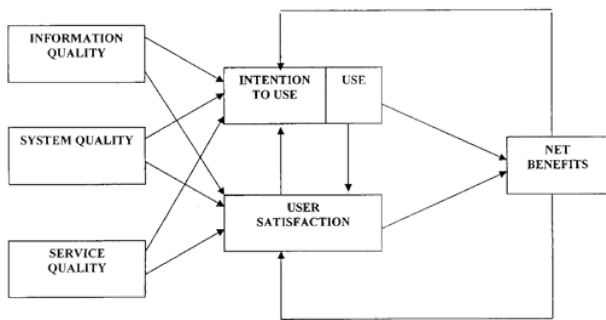 INFORMATION
QUALITY
INTENTION
TO USE
USE
SYSTEM QUALITY
NET
BENEFITS
USER
SATISFACTION
SERVICE
QUALITY